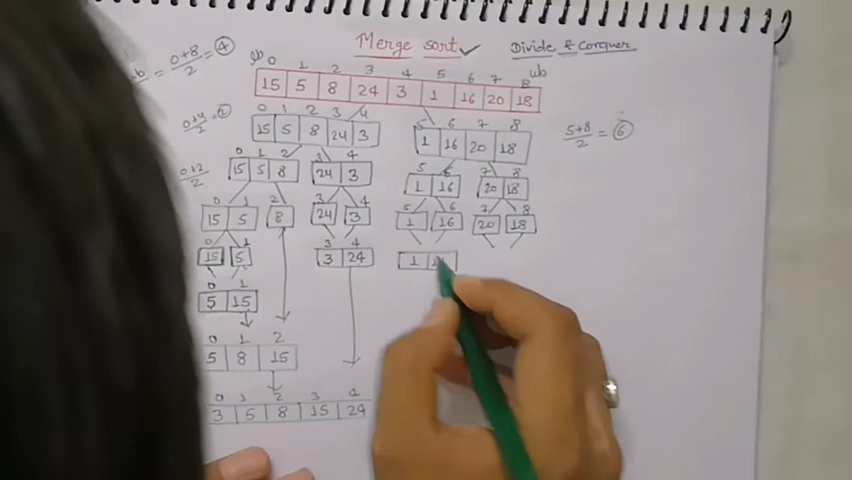 Merge sort ✓ Divide & Conquer
lb 0 1 2 3 4 5 6 7 8 ub
15 5 8 24 3 1 16 20 18
b = 0+8/2 = 4
0 1 2 3 4 5 6 7 8
15 5 8 24 3 1 16 20 18
0+4/2 = 2
5+8/2 = 6
0 1 2 3 4 5 6 7 8
15 5 8 24 3 1 16 20 18
0+2/2
0 1 2 3 4 5 6 7 8
15 5 8 24 3 1 16 20 18
0 1 3 4
15 5 3 24 1
0 1
5 15
0 1 2
5 8 15
0 1 2 3 4
3 5 8 15 24